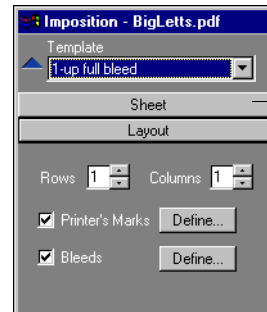 Imposition - BigLetts.pdf
Template
1-up full bleed
Sheet
Layout
Rows 1 Columns 1
Printer's Marks Define...
Bleeds Define...